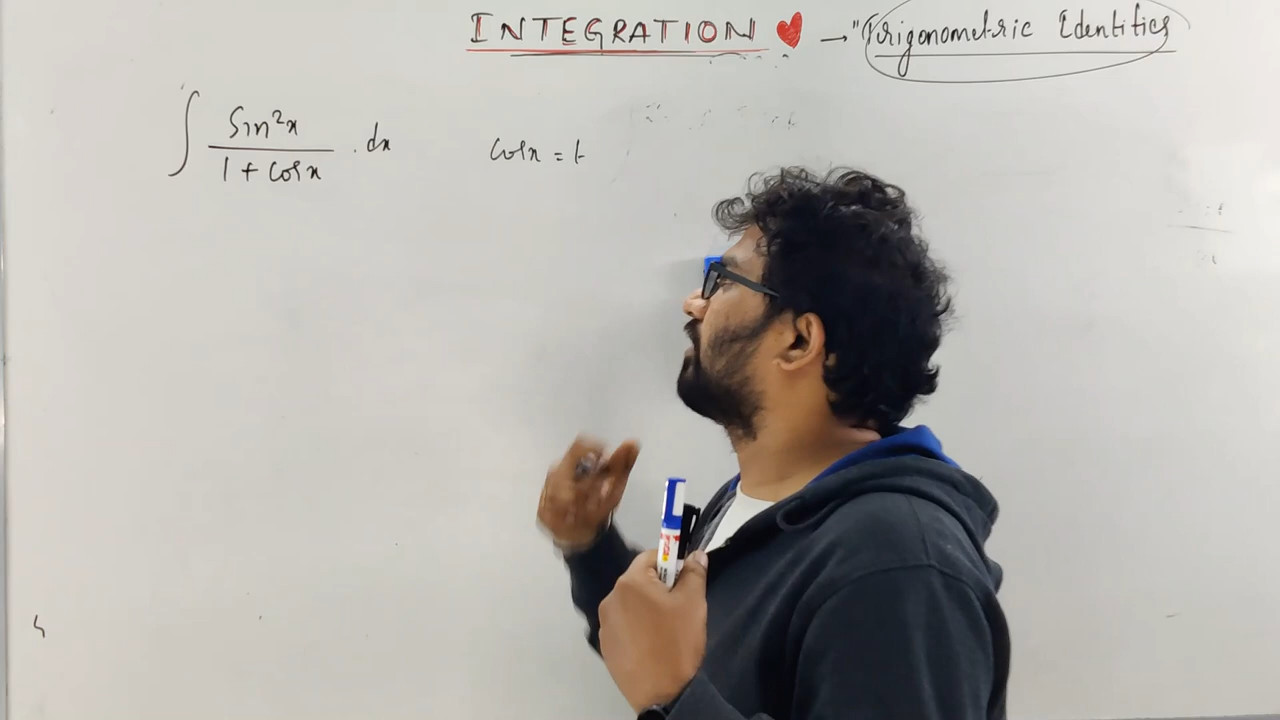 INTEGRATION ❤ → "Trigonometric Identities
∫ Sin²x / 1 + Cosx . dx
Cosx = t